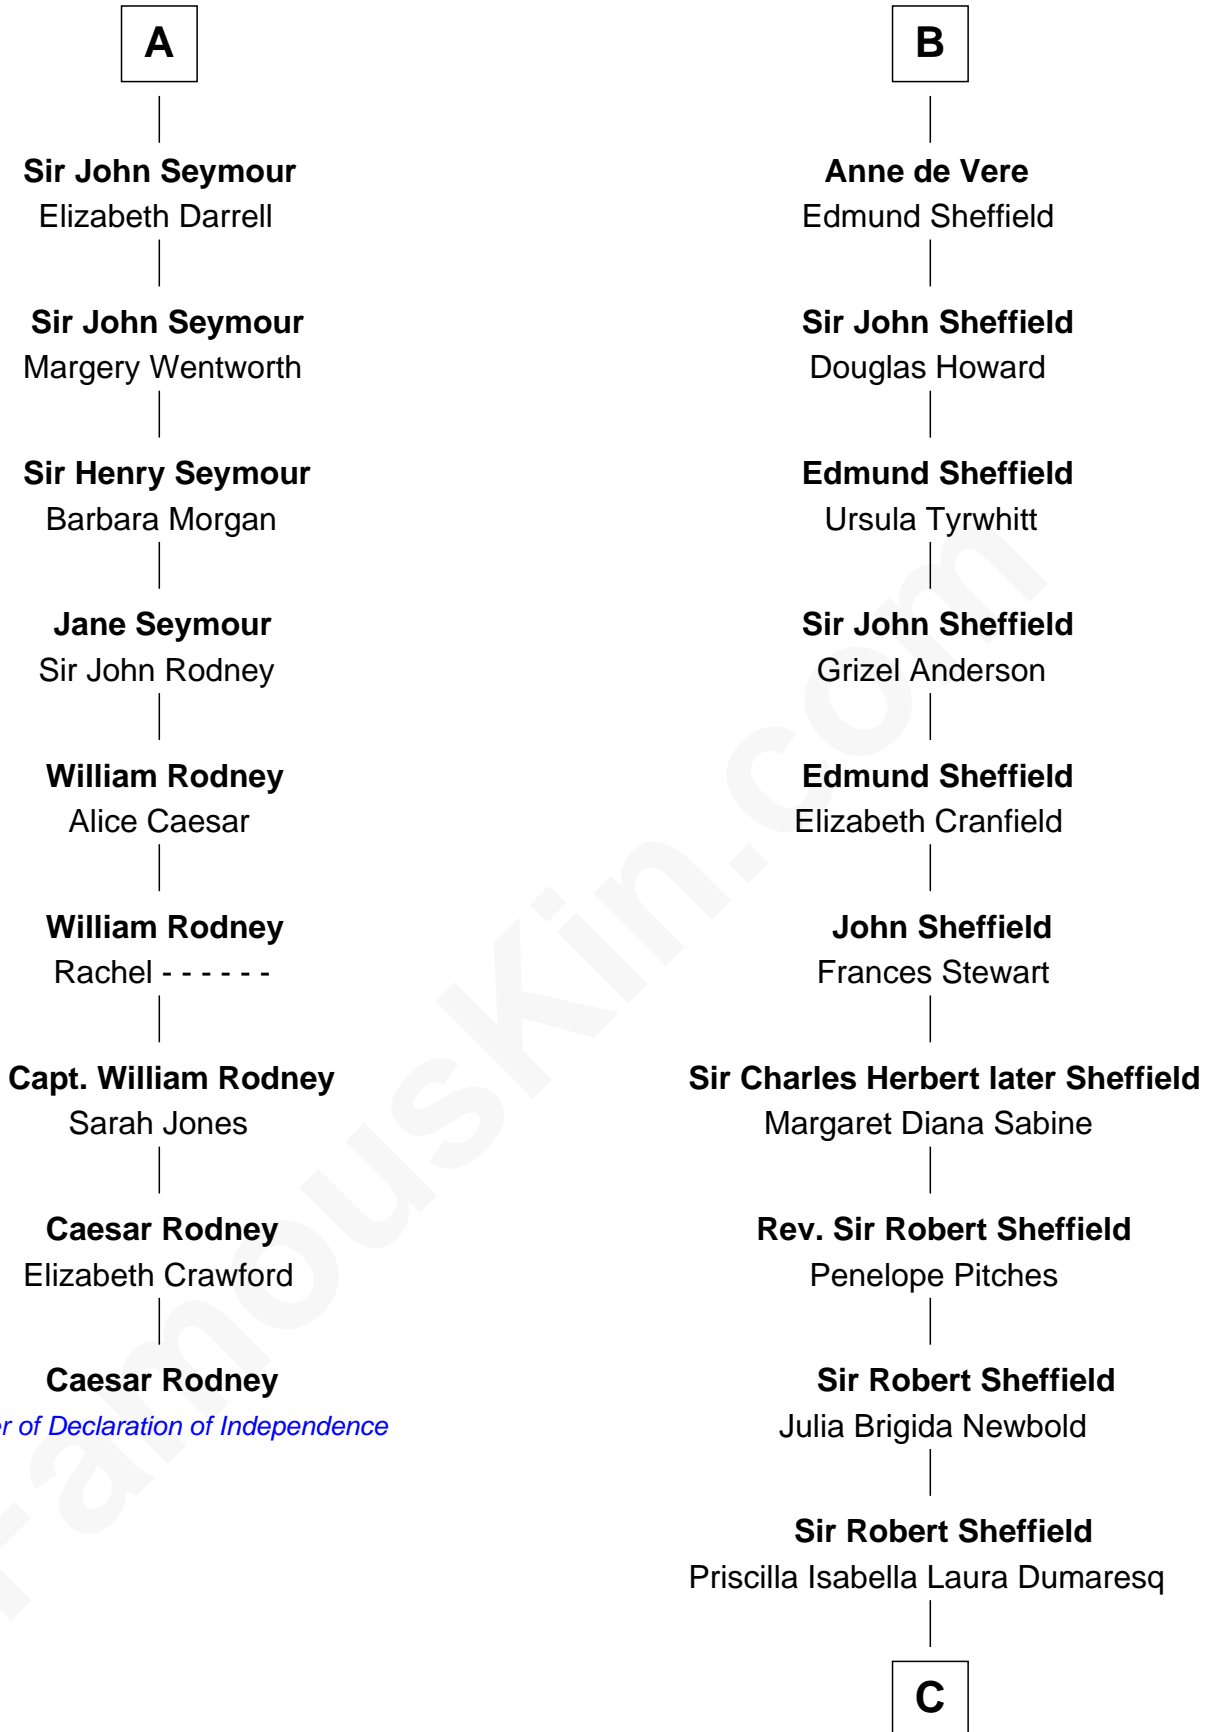 A
Sir John Seymour
Elizabeth Darrell
Sir John Seymour
Margery Wentworth
Sir Henry Seymour
Barbara Morgan
Jane Seymour
Sir John Rodney
William Rodney
Alice Caesar
William Rodney
Rachel - - - - - -
Capt. William Rodney
Sarah Jones
Caesar Rodney
Elizabeth Crawford
Caesar Rodney
of Declaration of Independence
B
Anne de Vere
Edmund Sheffield
Sir John Sheffield
Douglas Howard
Edmund Sheffield
Ursula Tyrwhitt
Sir John Sheffield
Grizel Anderson
Edmund Sheffield
Elizabeth Cranfield
John Sheffield
Frances Stewart
Sir Charles Herbert later Sheffield
Margaret Diana Sabine
Rev. Sir Robert Sheffield
Penelope Pitches
Sir Robert Sheffield
Julia Brigida Newbold
Sir Robert Sheffield
Priscilla Isabella Laura Dumaresq
C
FamousKin.com